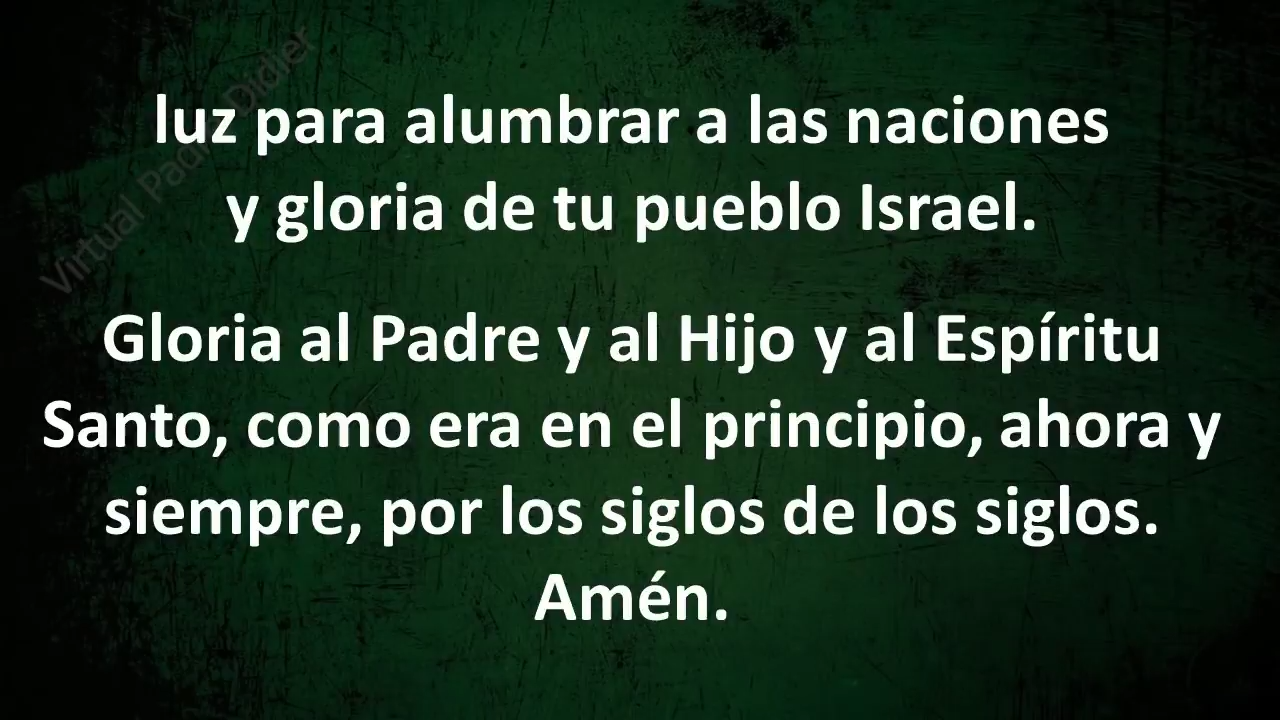 Virtual Padre Didier
luz para alumbrar a las naciones
y gloria de tu pueblo Israel.
Gloria al Padre y al Hijo y al Espíritu
Santo, como era en el principio, ahora y
siempre, por los siglos de los siglos.
Amén.